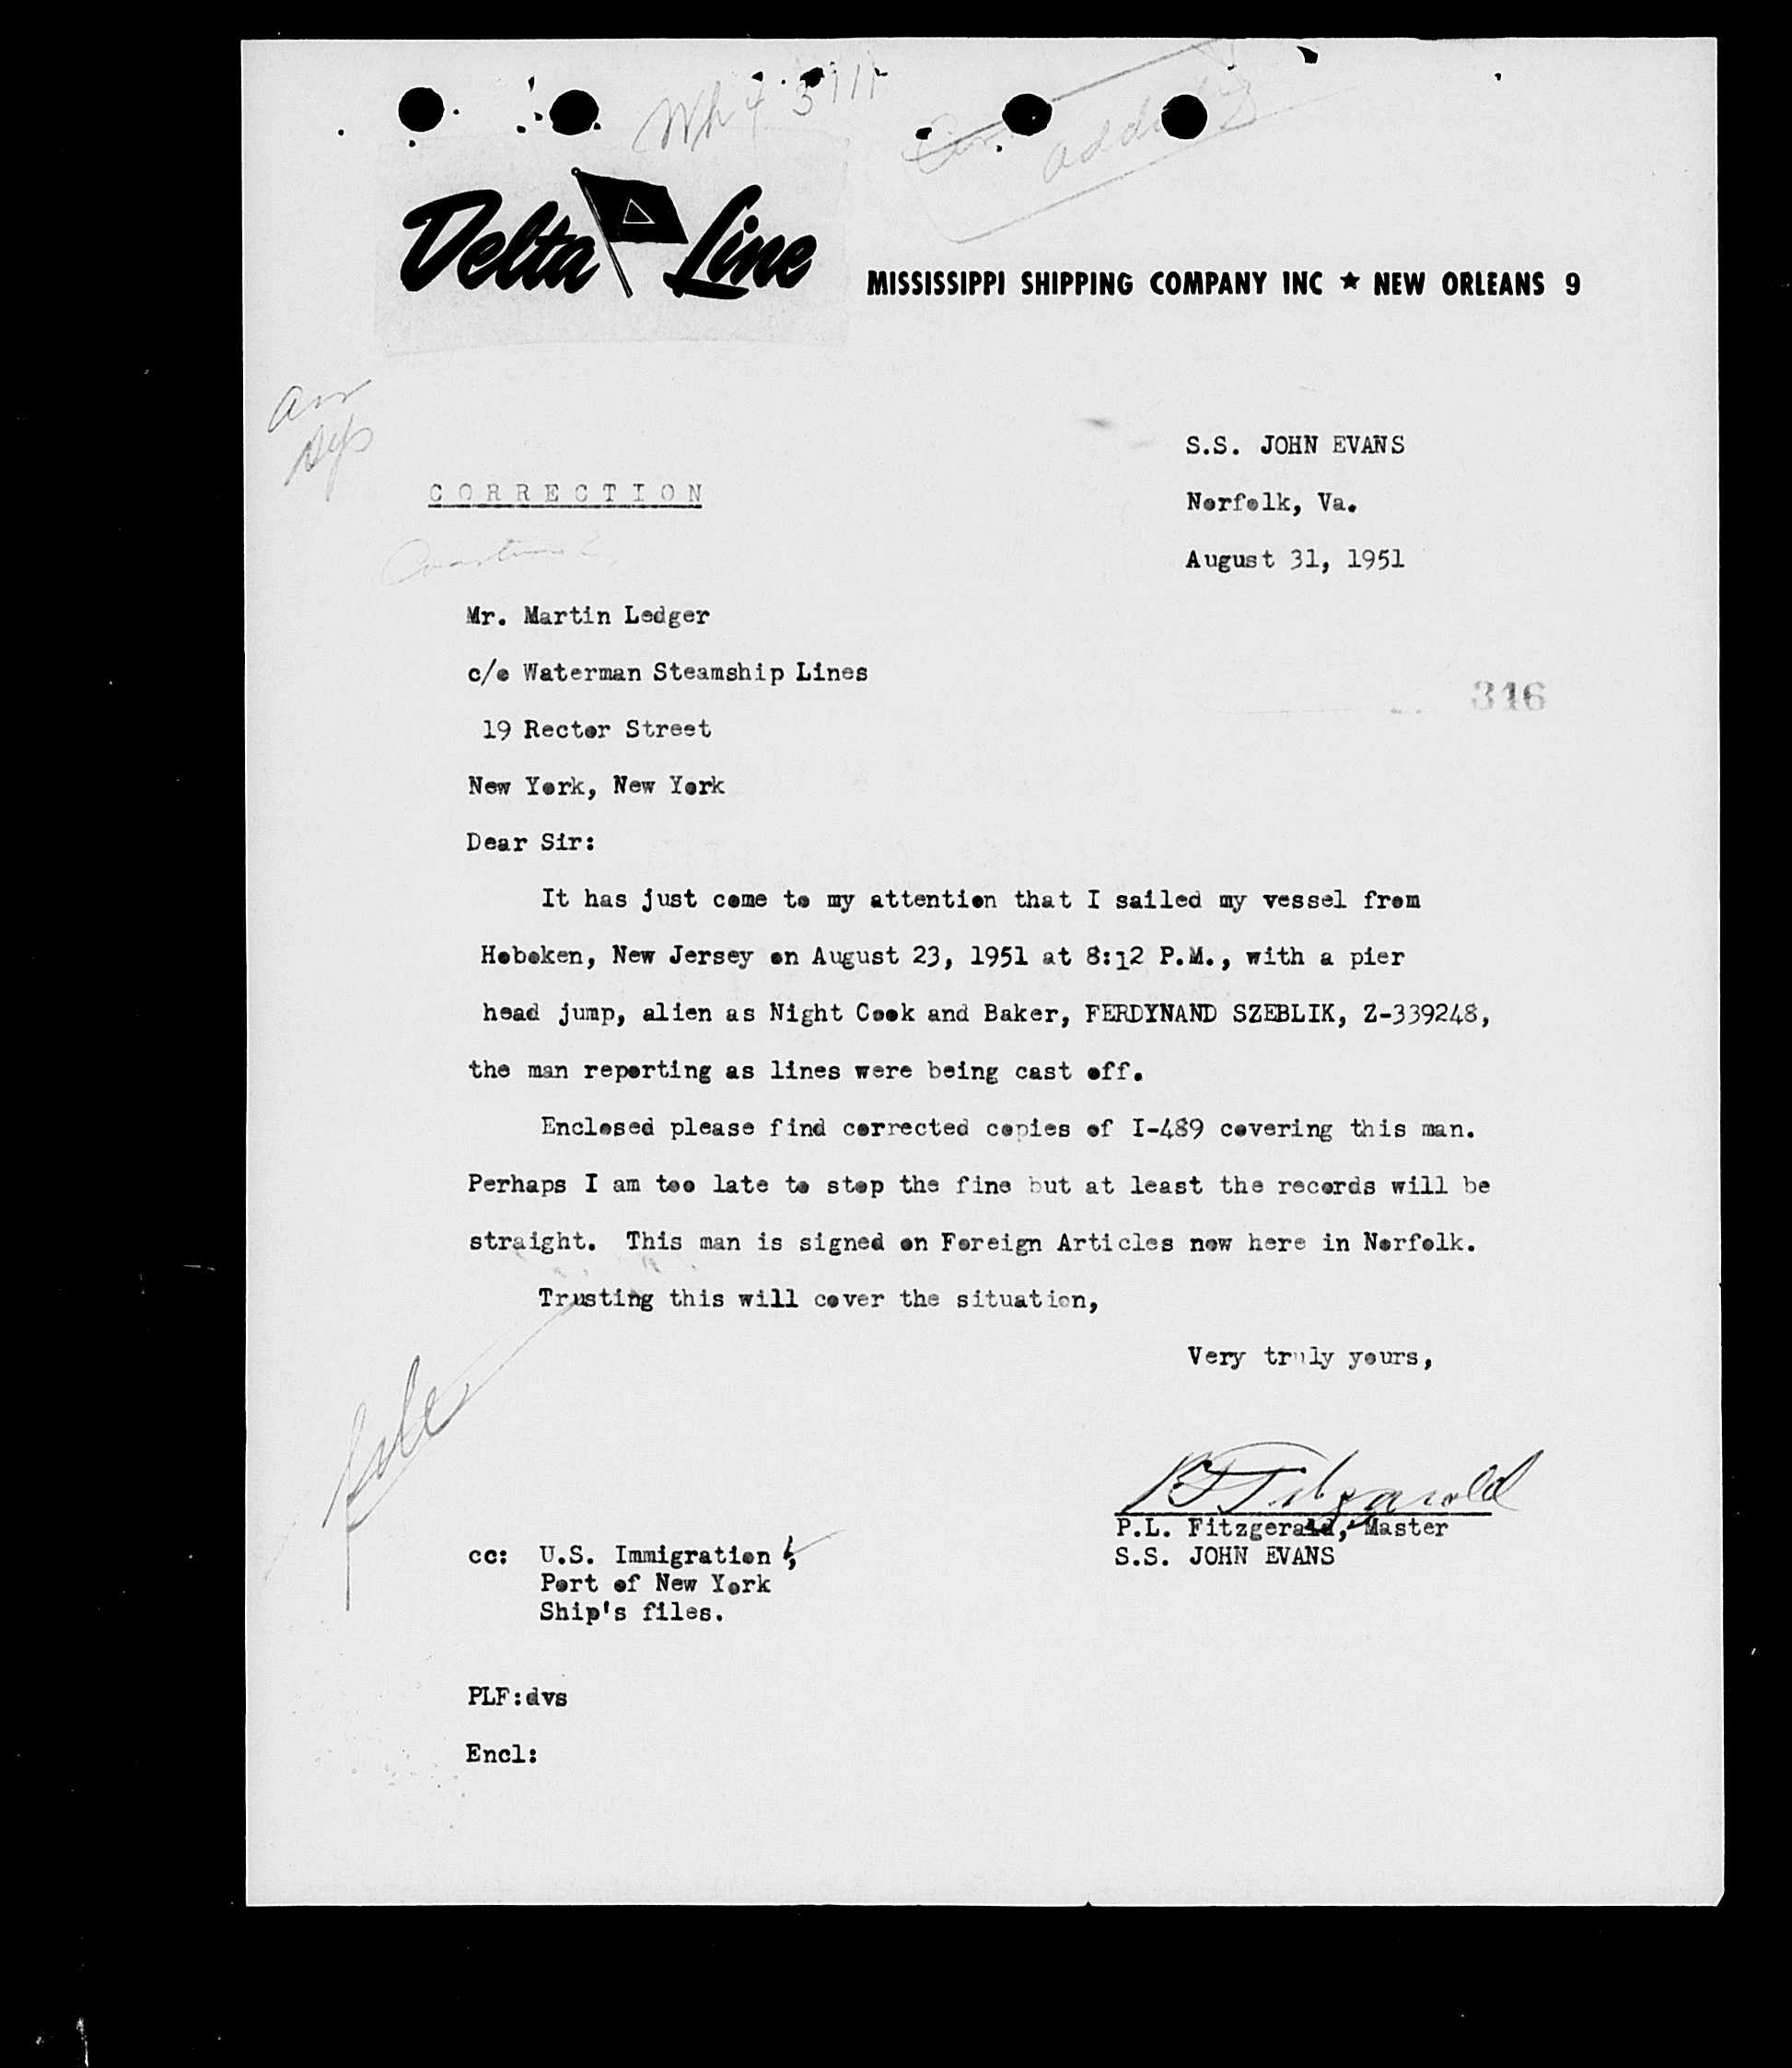 Wh 4 3111
Delta Line
MISSISSIPPI SHIPPING COMPANY INC ★ NEW ORLEANS 9
S.S. JOHN EVANS
C O R R E C T I O N
Norfolk, Va.
August 31, 1951
Mr. Martin Ledger
c/o Waterman Steamship Lines
316
19 Rector Street
New York, New York
Dear Sir:
It has just come to my attention that I sailed my vessel from
Hoboken, New Jersey on August 23, 1951 at 8:12 P.M., with a pier
head jump, alien as Night Cook and Baker, FERDYNAND SZEBLIK, Z-339248,
the man reporting as lines were being cast off.
Enclosed please find corrected copies of I-489 covering this man.
Perhaps I am too late to stop the fine but at least the records will be
straight. This man is signed on Foreign Articles now here in Norfolk.
Trusting this will cover the situation,
Very truly yours,
file
P L Fitzgerald
P.L. Fitzgerald, Master
S.S. JOHN EVANS
cc: U.S. Immigration,
Port of New York
Ship's files.
PLF:dvs
Encl: